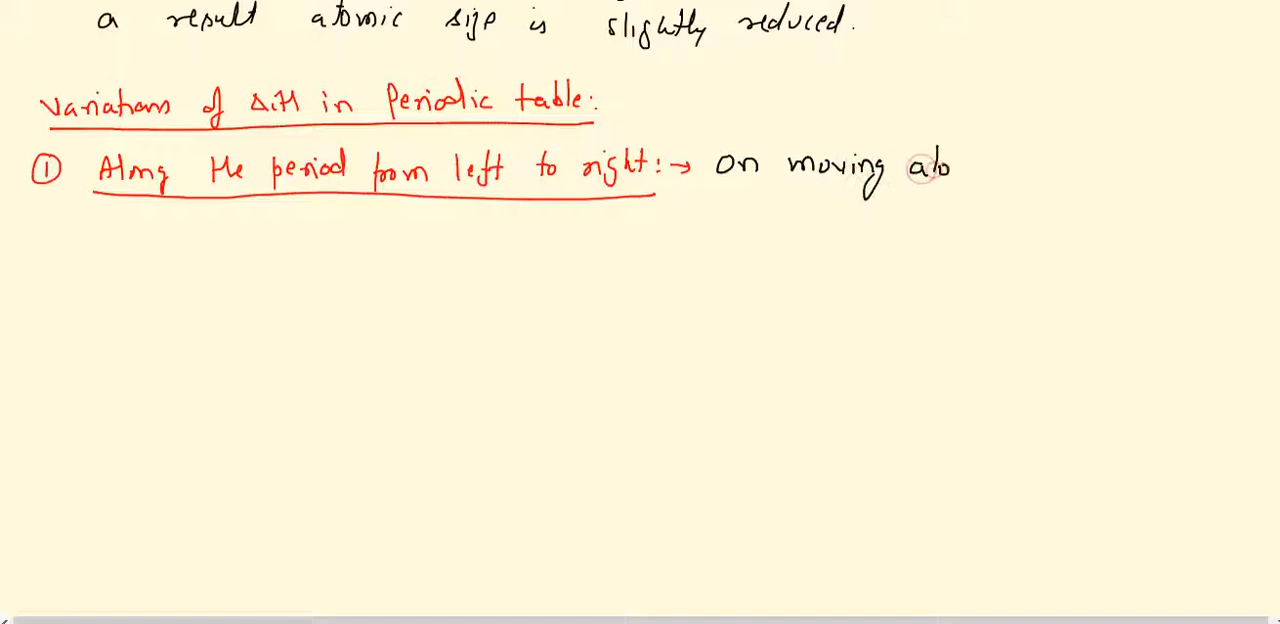 a result atomic size is slightly reduced.
Variations of ΔiH in Periodic table:
① Along the period from left to right: → On moving alo